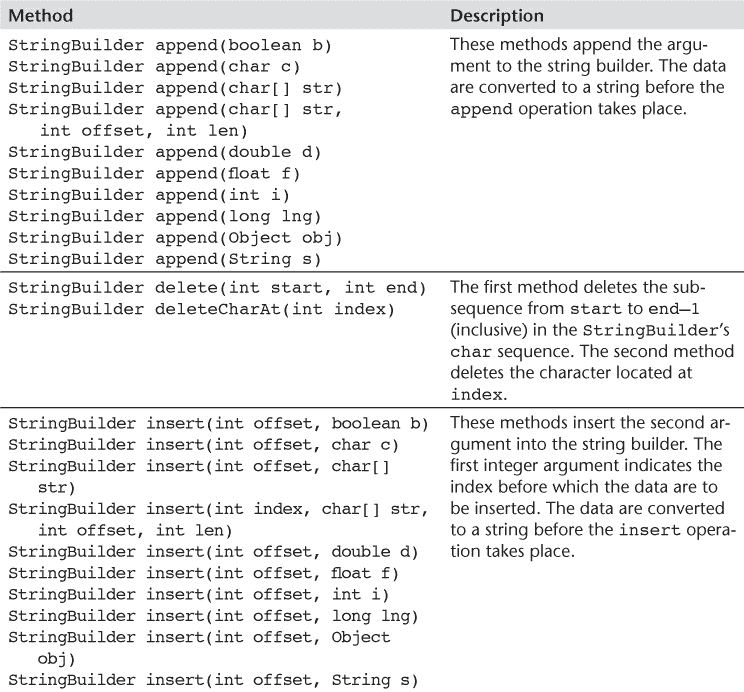 Method Description
StringBuilder append(boolean b)
StringBuilder append(char c)
StringBuilder append(char[] str)
StringBuilder append(char[] str,
int offset, int len)
StringBuilder append(double d)
StringBuilder append(float f)
StringBuilder append(int i)
StringBuilder append(long lng)
StringBuilder append(Object obj)
StringBuilder append(String s)
These methods append the argu-
ment to the string builder. The data
are converted to a string before the
append operation takes place.
StringBuilder delete(int start, int end)
StringBuilder deleteCharAt(int index)
The first method deletes the sub-
sequence from start to end–1
(inclusive) in the StringBuilder’s
char sequence. The second method
deletes the character located at
index.
StringBuilder insert(int offset, boolean b)
StringBuilder insert(int offset, char c)
StringBuilder insert(int offset, char[]
str)
StringBuilder insert(int index, char[] str,
int offset, int len)
StringBuilder insert(int offset, double d)
StringBuilder insert(int offset, float f)
StringBuilder insert(int offset, int i)
StringBuilder insert(int offset, long lng)
StringBuilder insert(int offset, Object
obj)
StringBuilder insert(int offset, String s)
These methods insert the second ar-
gument into the string builder. The
first integer argument indicates the
index before which the data are to
be inserted. The data are converted
to a string before the insert opera-
tion takes place.